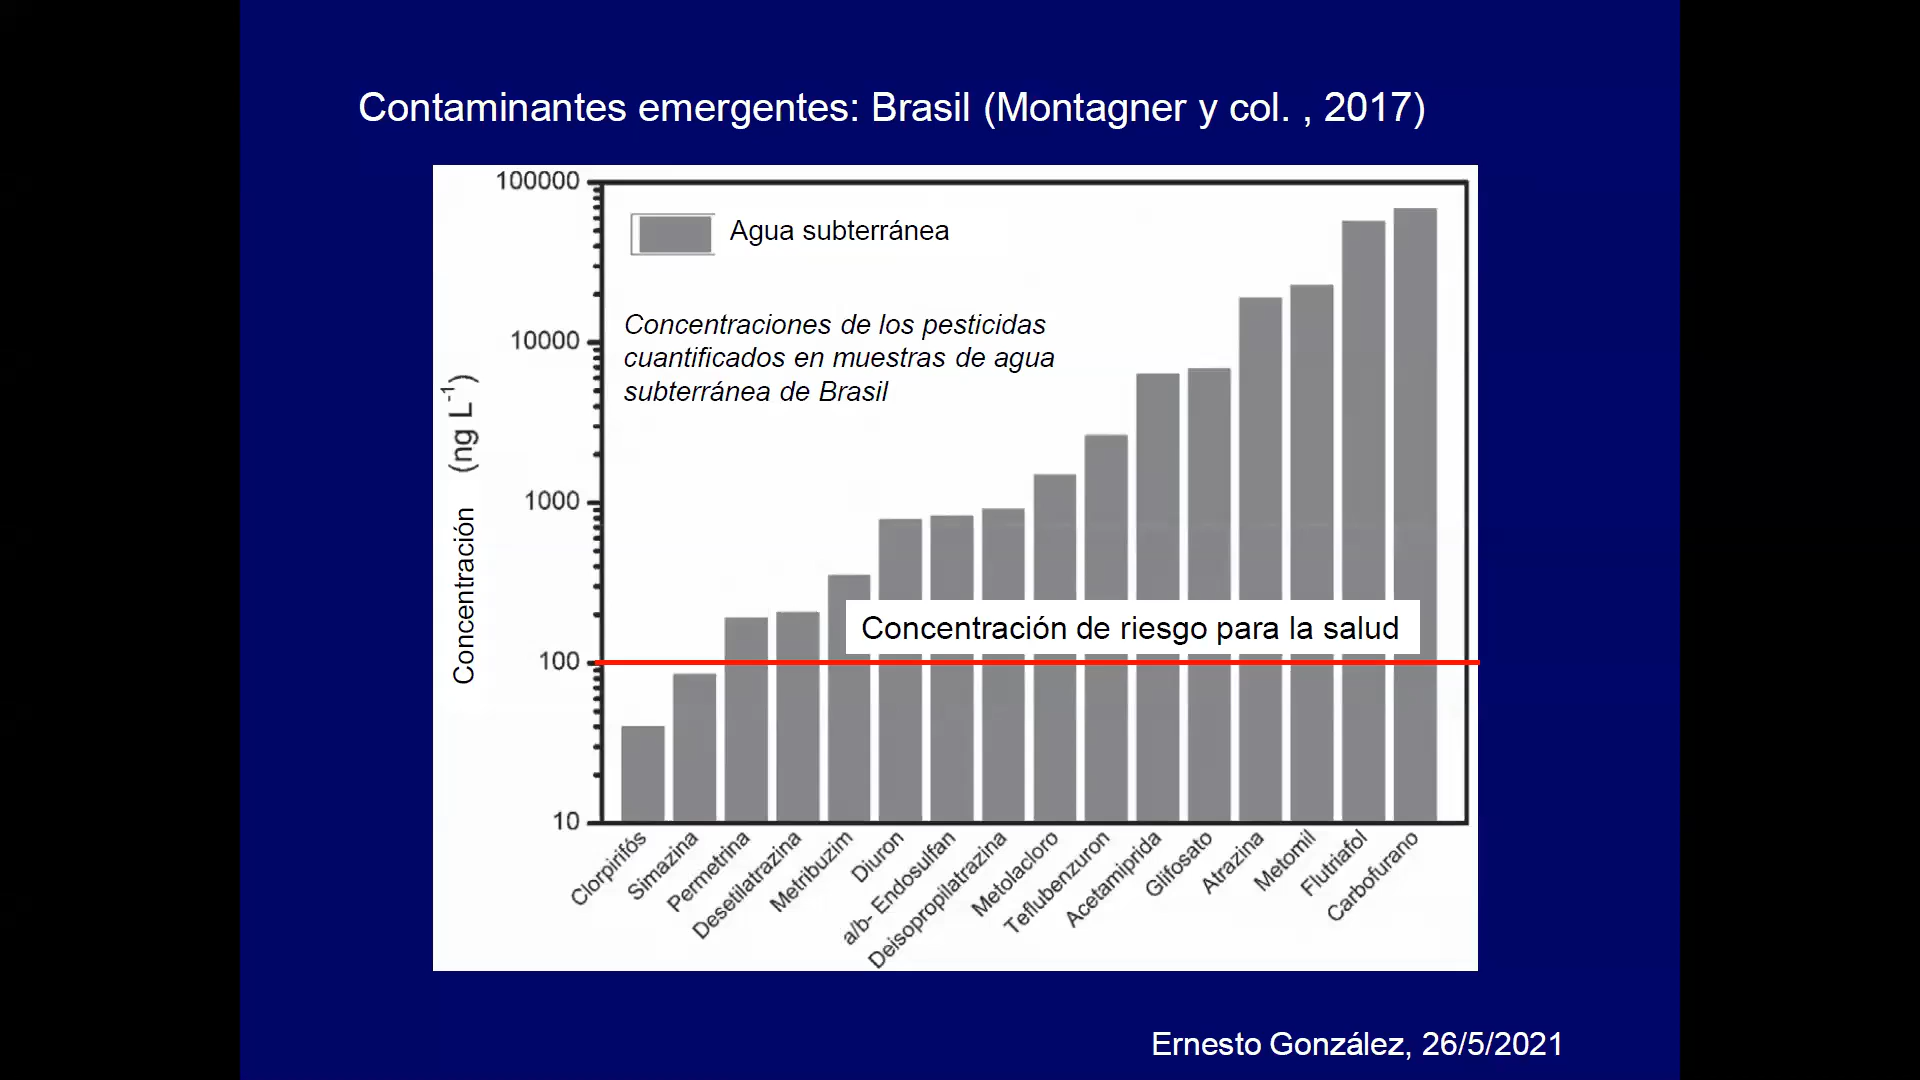 Contaminantes emergentes: Brasil (Montagner y col. , 2017)
100000
10000
1000
100
10
Concentración (ng L⁻¹)
Agua subterránea
Concentraciones de los pesticidas
cuantificados en muestras de agua
subterránea de Brasil
Concentración de riesgo para la salud
Clorpirifós
Simazina
Permetrina
Desetilatrazina
Metribuzim
Diuron
a/b- Endosulfan
Deisopropilatrazina
Metolacloro
Teflubenzuron
Acetamiprida
Glifosato
Atrazina
Metomil
Flutriafol
Carbofurano
Ernesto González, 26/5/2021